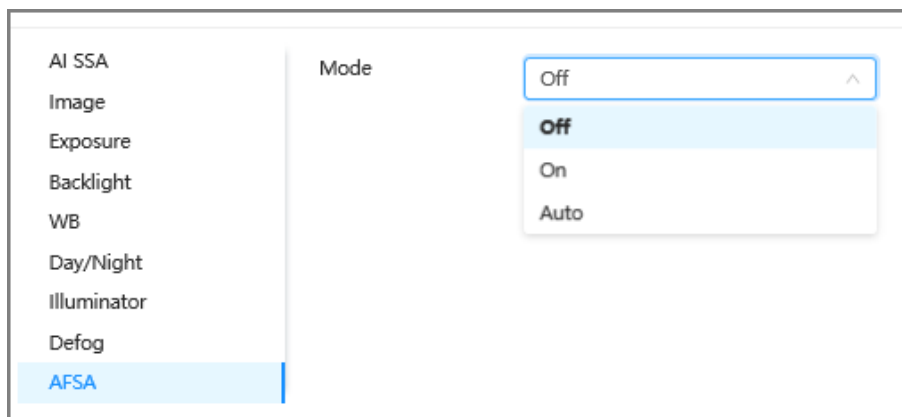 AI SSA
Image
Exposure
Backlight
WB
Day/Night
Illuminator
Defog
AFSA
Mode
Off
Off
On
Auto